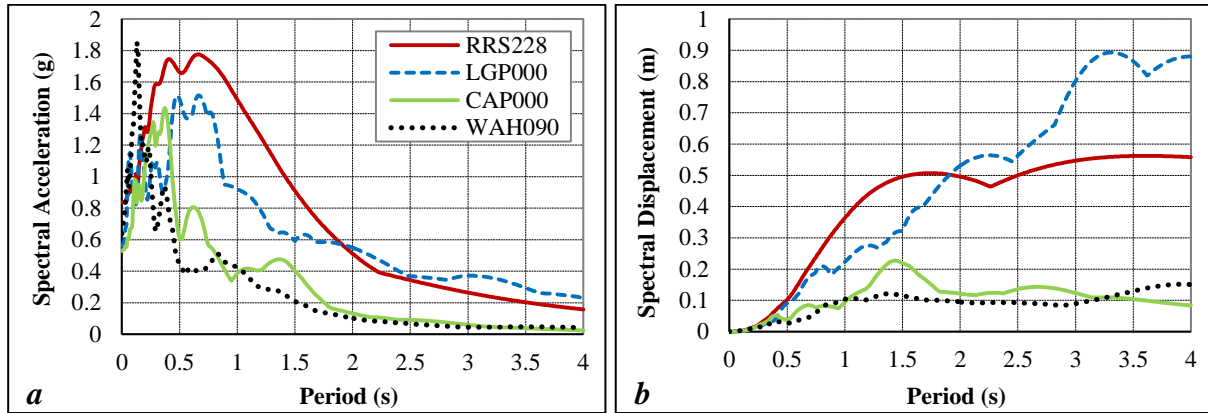 2
1.8
1.6
1.4
1.2
1
0.8
0.6
0.4
0.2
0
Spectral Acceleration (g)
RRS228
LGP000
CAP000
WAH090
0 0.5 1 1.5 2 2.5 3 3.5 4
Period (s)
a
1
0.9
0.8
0.7
0.6
0.5
0.4
0.3
0.2
0.1
0
Spectral Displacement (m)
0 0.5 1 1.5 2 2.5 3 3.5 4
Period (s)
b